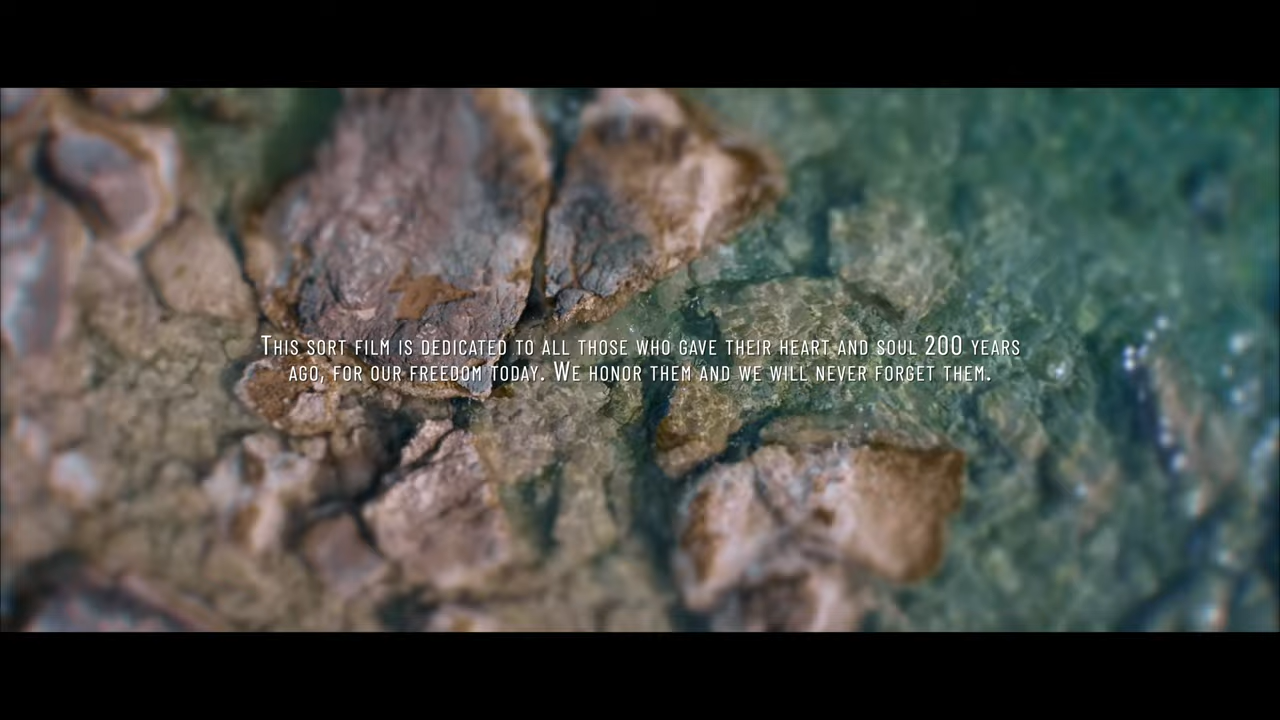 This sort film is dedicated to all those who gave their heart and soul 200 years
ago, for our freedom today. We honor them and we will never forget them.